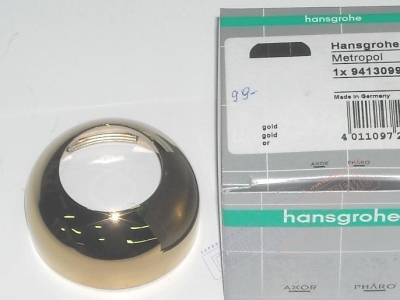 hansgrohe
Hansgrohe
Metropol
1x 9413099
Made in Germany
99-
gold
gold
or
4 011097 2
AXOR PHARO
hansgrohe
AXOR PHARO